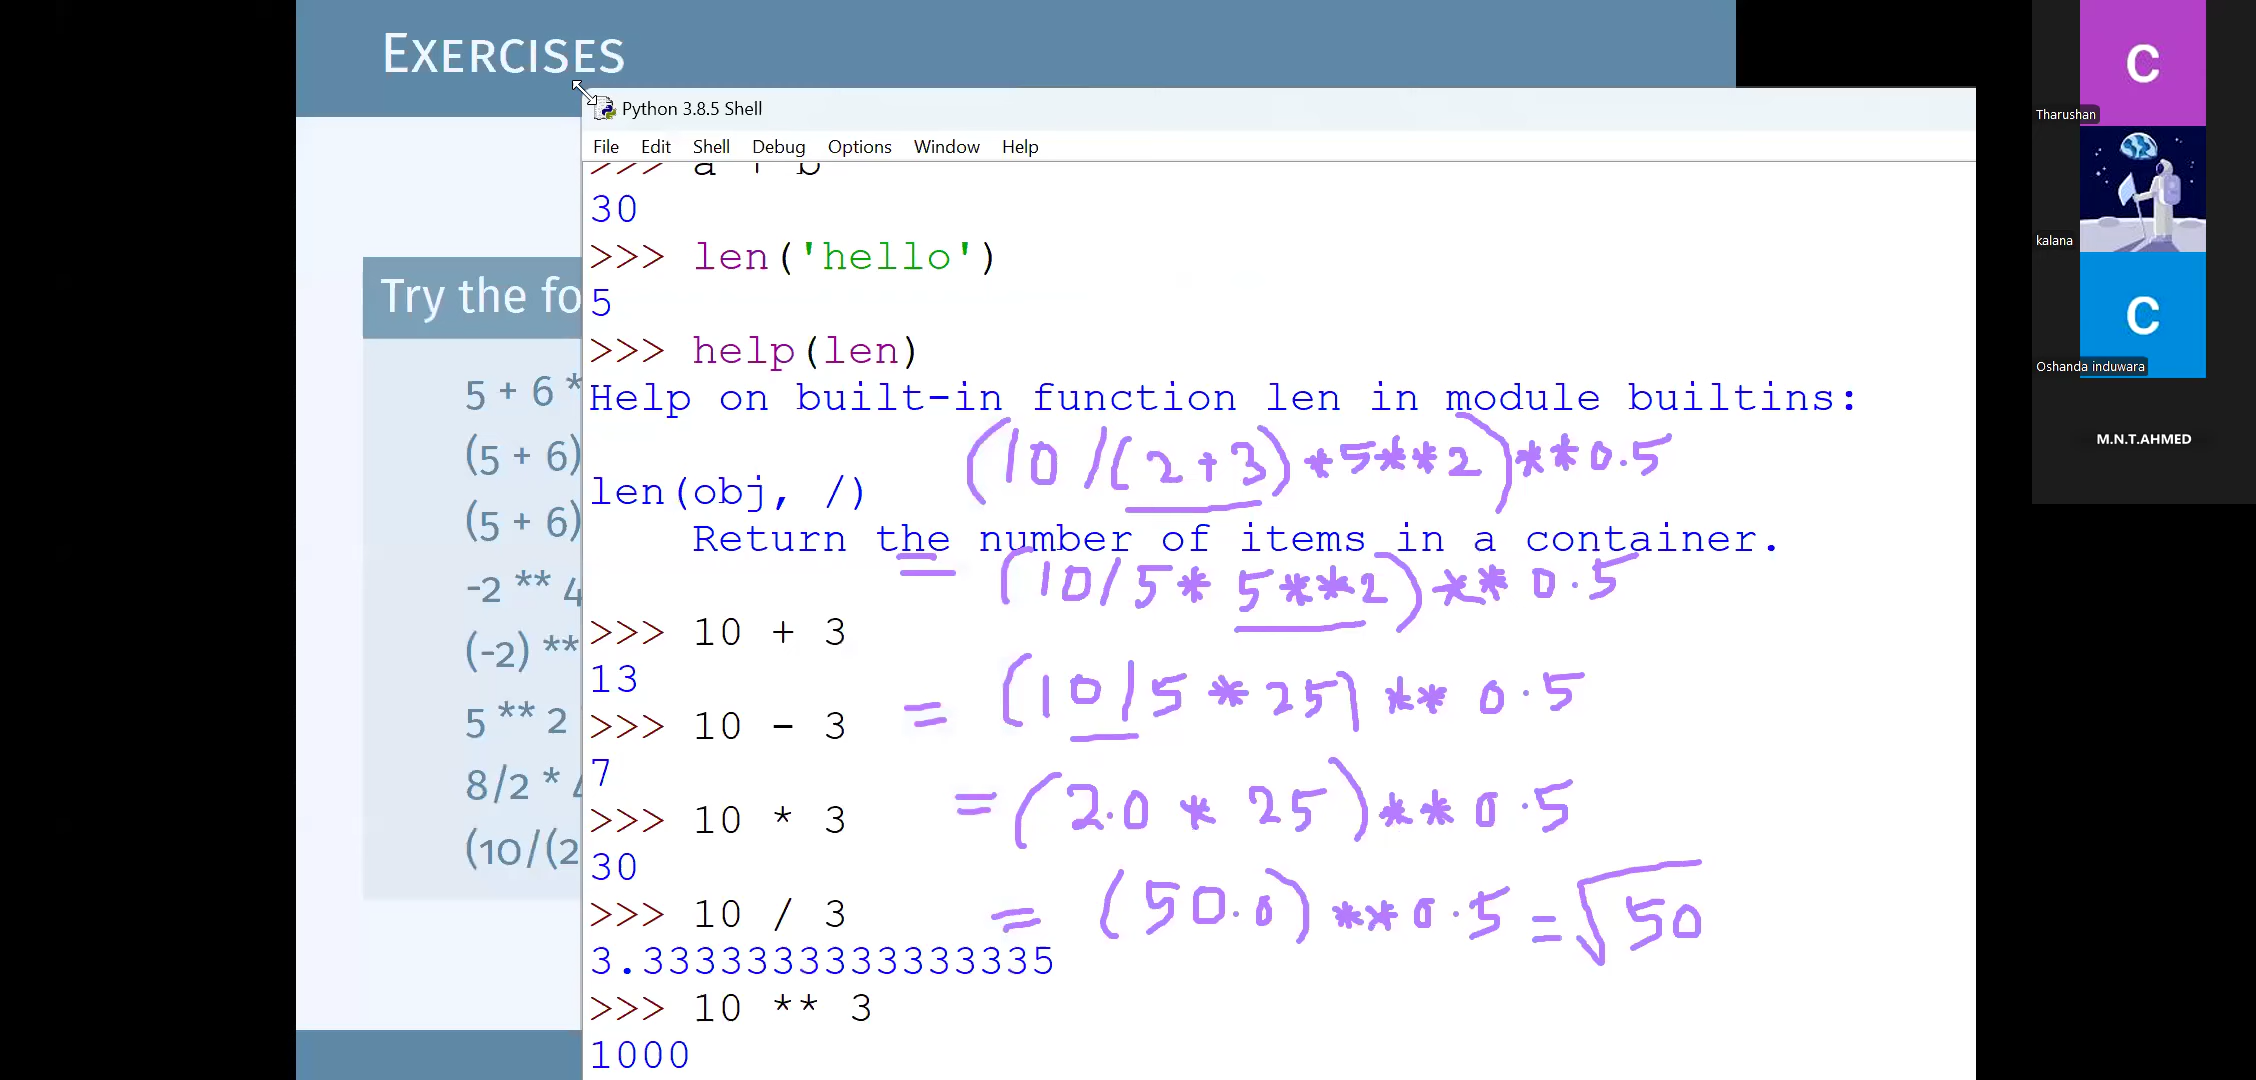 EXERCISES
Python 3.8.5 Shell
File Edit Shell Debug Options Window Help
>>> a + b
30
>>> len('hello')
5
>>> help(len)
Help on built-in function len in module builtins:
len(obj, /)
Return the number of items in a container.
>>> 10 + 3
13
>>> 10 - 3
7
>>> 10 * 3
30
>>> 10 / 3
3.3333333333333335
>>> 10 ** 3
1000
(10/(2+3)*5**2)**0.5
= (10/5*5**2)**0.5
= (10/5*25)**0.5
= (2.0*25)**0.5
= (50.0)**0.5=√50
Try the fo
5 + 6 *
(5 + 6)
(5 + 6)
-2 ** 4
(-2) **
5 ** 2
8/2 * 4
(10/(2
C
Tharushan
kalana
C
Oshanda induwara
M.N.T.AHMED